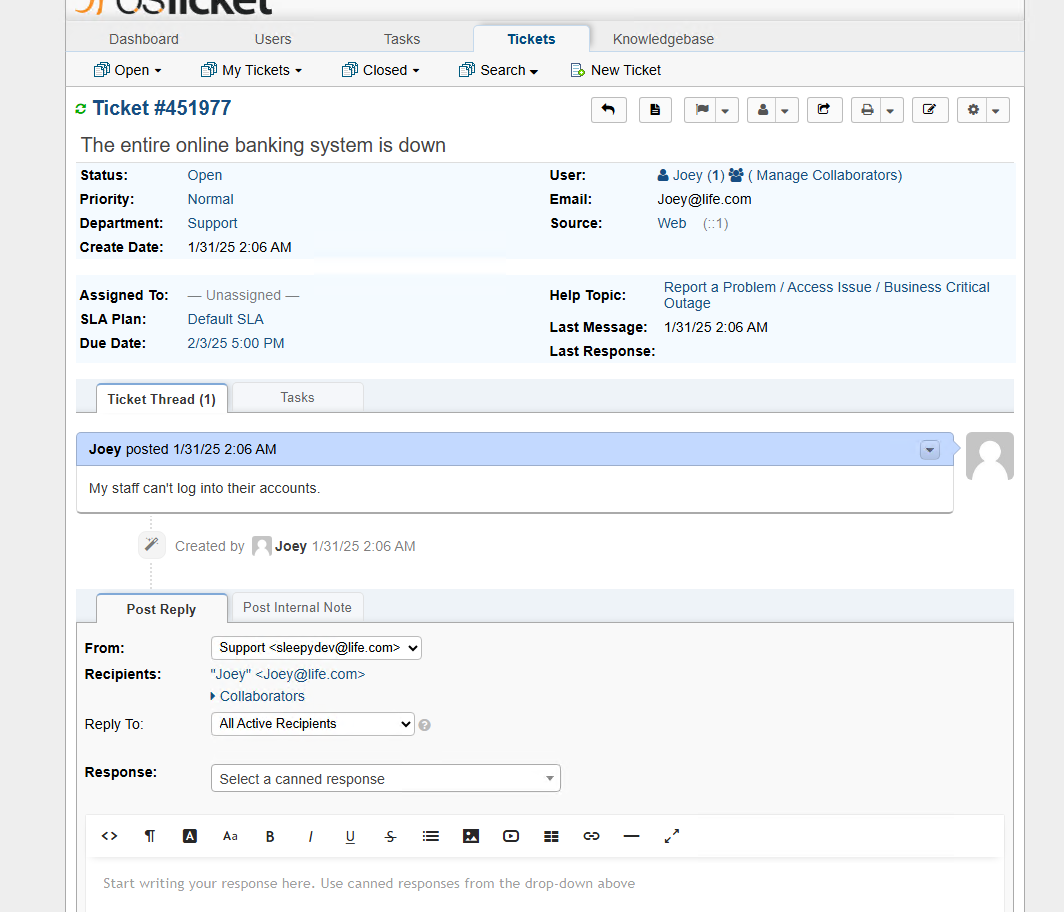 osTicket
Dashboard Users Tasks Tickets Knowledgebase
Open My Tickets Closed Search New Ticket
Ticket #451977
The entire online banking system is down
Status: Open User: Joey (1) ( Manage Collaborators)
Priority: Normal Email: Joey@life.com
Department: Support Source: Web (::1)
Create Date: 1/31/25 2:06 AM
Assigned To: — Unassigned — Help Topic: Report a Problem / Access Issue / Business Critical
Outage
SLA Plan: Default SLA Last Message: 1/31/25 2:06 AM
Due Date: 2/3/25 5:00 PM Last Response:
Ticket Thread (1) Tasks
Joey posted 1/31/25 2:06 AM
My staff can't log into their accounts.
Created by Joey 1/31/25 2:06 AM
Post Reply Post Internal Note
From: Support <sleepydev@life.com>
Recipients: "Joey" <Joey@life.com>
Collaborators
Reply To: All Active Recipients
Response: Select a canned response
A Aa B I U S
Start writing your response here. Use canned responses from the drop-down above